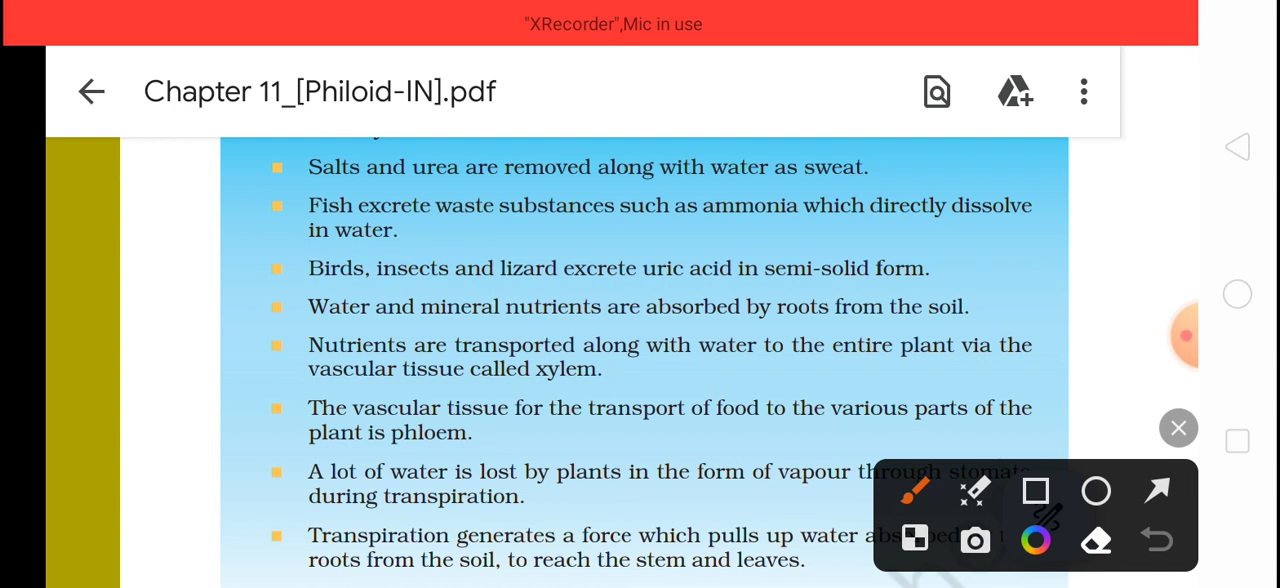 "XRecorder",Mic in use
Chapter 11_[Philoid-IN].pdf
Salts and urea are removed along with water as sweat.
Fish excrete waste substances such as ammonia which directly dissolve
in water.
Birds, insects and lizard excrete uric acid in semi-solid form.
Water and mineral nutrients are absorbed by roots from the soil.
Nutrients are transported along with water to the entire plant via the
vascular tissue called xylem.
The vascular tissue for the transport of food to the various parts of the
plant is phloem.
A lot of water is lost by plants in the form of vapour through stomata
during transpiration.
Transpiration generates a force which pulls up water
roots from the soil, to reach the stem and leaves.